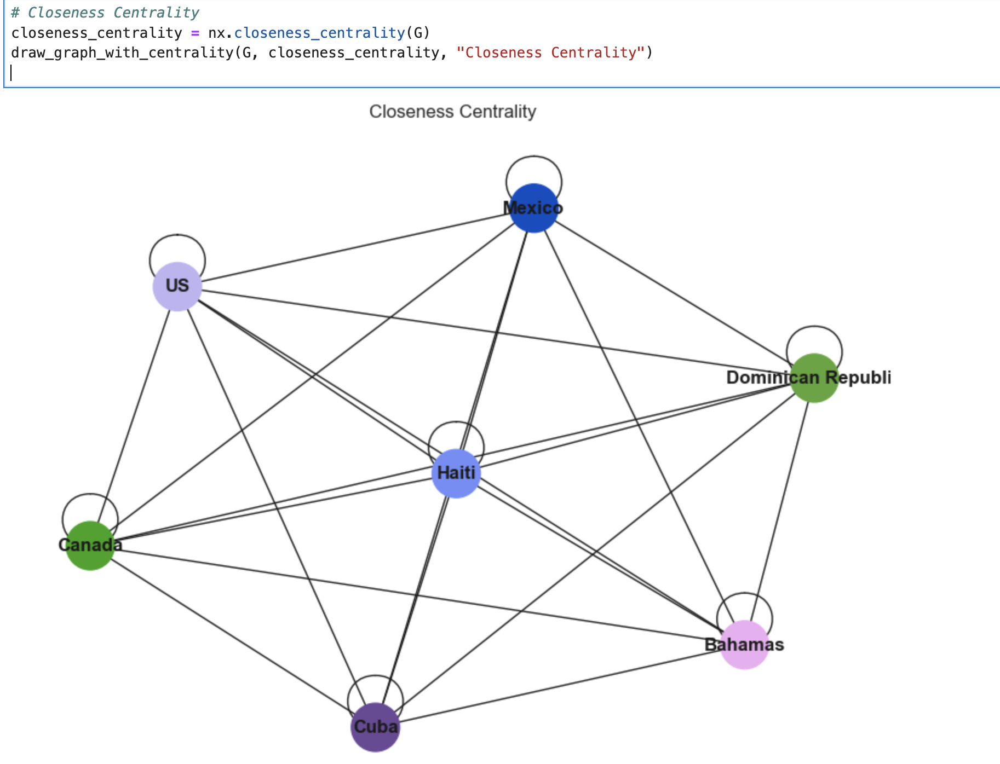 # Closeness Centrality
closeness_centrality = nx.closeness_centrality(G)
draw_graph_with_centrality(G, closeness_centrality, "Closeness Centrality")
Closeness Centrality
Mexico
US
Dominican Republi
Haiti
Canada
Bahamas
Cuba